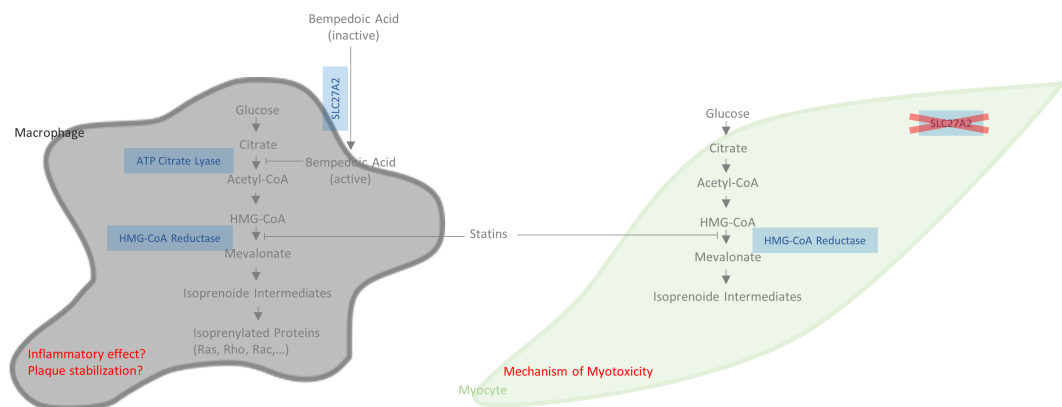 Bempedoic Acid
(inactive)
SLC27A2
Macrophage
Glucose
Citrate
ATP Citrate Lyase
Bempedoic Acid
(active)
Acetyl-CoA
HMG-CoA
HMG-CoA Reductase
Mevalonate
Isoprenoide Intermediates
Isoprenylated Proteins
(Ras, Rho, Rac,...)
Inflammatory effect?
Plaque stabilization?
Statins
SLC27A2
Glucose
Citrate
Acetyl-CoA
HMG-CoA
HMG-CoA Reductase
Mevalonate
Isoprenoide Intermediates
Mechanism of Myotoxicity
Myocyte